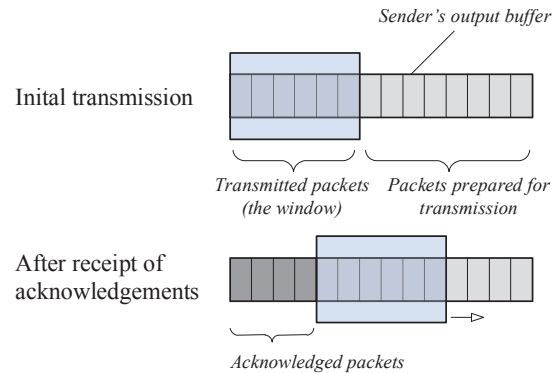 Sender's output buffer
Inital transmission
Transmitted packets
(the window)
Packets prepared for
transmission
After receipt of
acknowledgements
Acknowledged packets